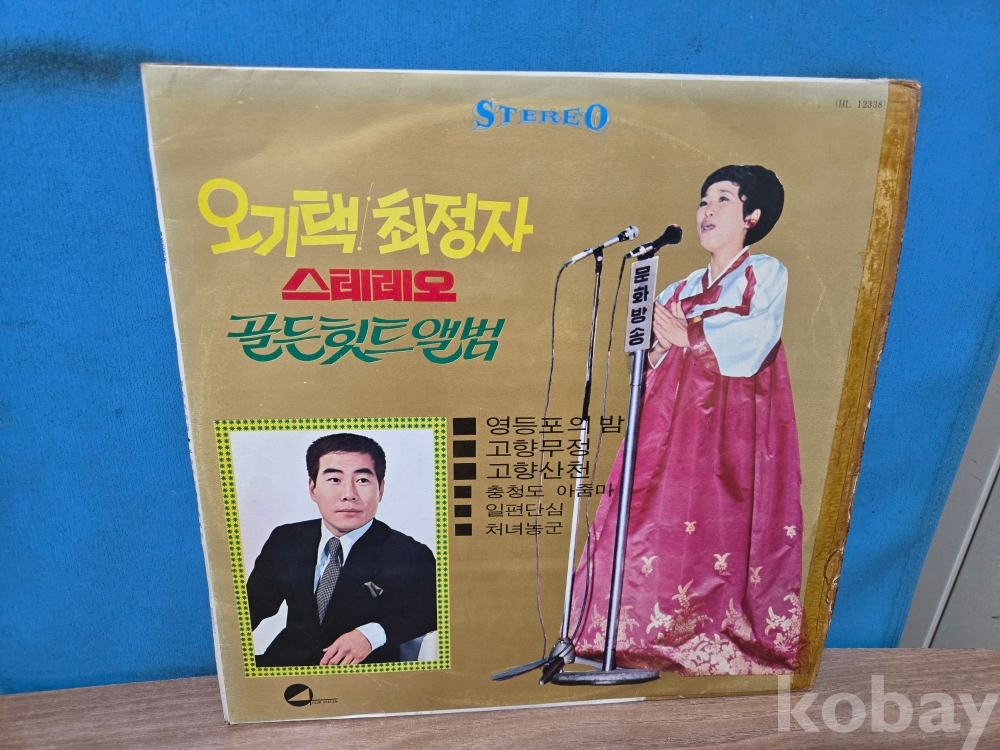 STEREO
(HL 12338)
오기택/최정자
스테레오
골든힛트앨범
문화방송
■ 영등포의 밤
■ 고향무정
■ 고향산천
■ 충청도 아줌마
■ 일편단심
■ 처녀농군
kobay